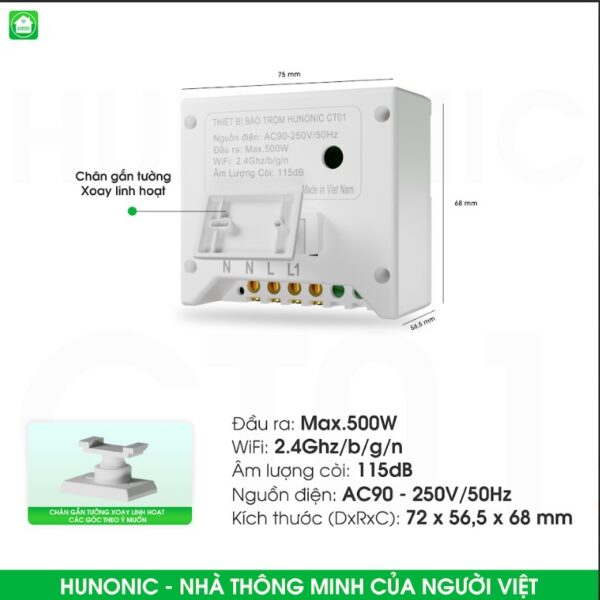 HUNONIC
75 mm
THIẾT BỊ BÁO TRỘM HUNONIC CT01
Nguồn điện: AC90-250V/50Hz
Đầu ra: Max.500W
WiFi: 2.4Ghz/b/g/n
Âm Lượng Còi: 115dB
Made in Viet Nam
Chân gắn tường
Xoay linh hoạt
68 mm
N N L L1
56,5 mm
CT01
Đầu ra: Max.500W
WiFi: 2.4Ghz/b/g/n
Âm lượng còi: 115dB
Nguồn điện: AC90 - 250V/50Hz
Kích thước (DxRxC): 72 x 56,5 x 68 mm
CHÂN GẮN TƯỜNG XOAY LINH HOẠT
CÁC GÓC THEO Ý MUỐN
HUNONIC - NHÀ THÔNG MINH CỦA NGƯỜI VIỆT